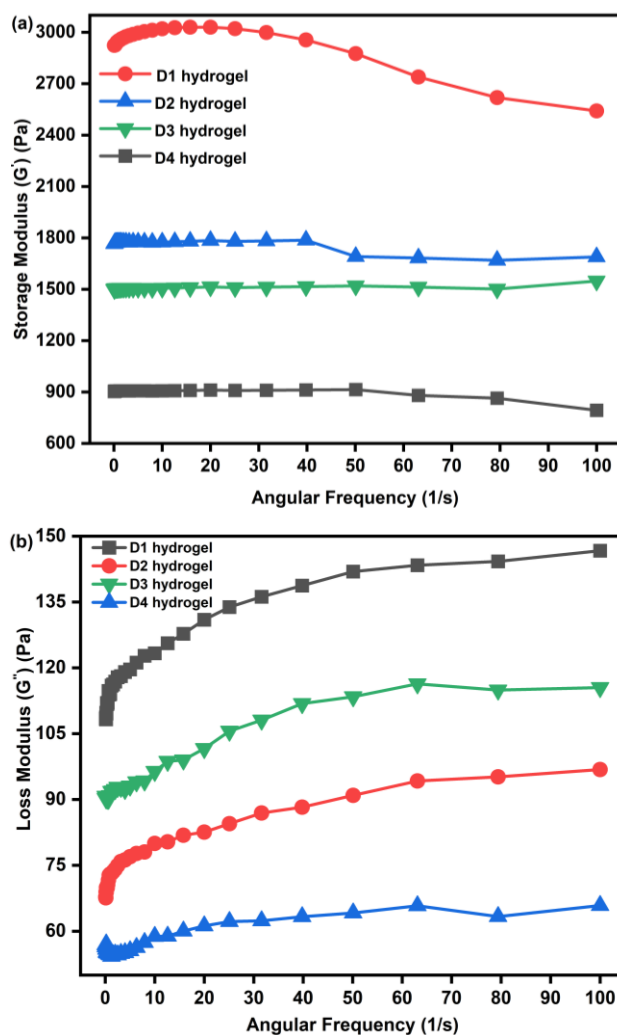 (a)
3000
2700
2400
2100
1800
1500
1200
900
600
Storage Modulus (G') (Pa)
D1 hydrogel
D2 hydrogel
D3 hydrogel
D4 hydrogel
0 10 20 30 40 50 60 70 80 90 100
Angular Frequency (1/s)
(b)
150
135
120
105
90
75
60
Loss Modulus (G") (Pa)
D1 hydrogel
D2 hydrogel
D3 hydrogel
D4 hydrogel
0 10 20 30 40 50 60 70 80 90 100
Angular Frequency (1/s)